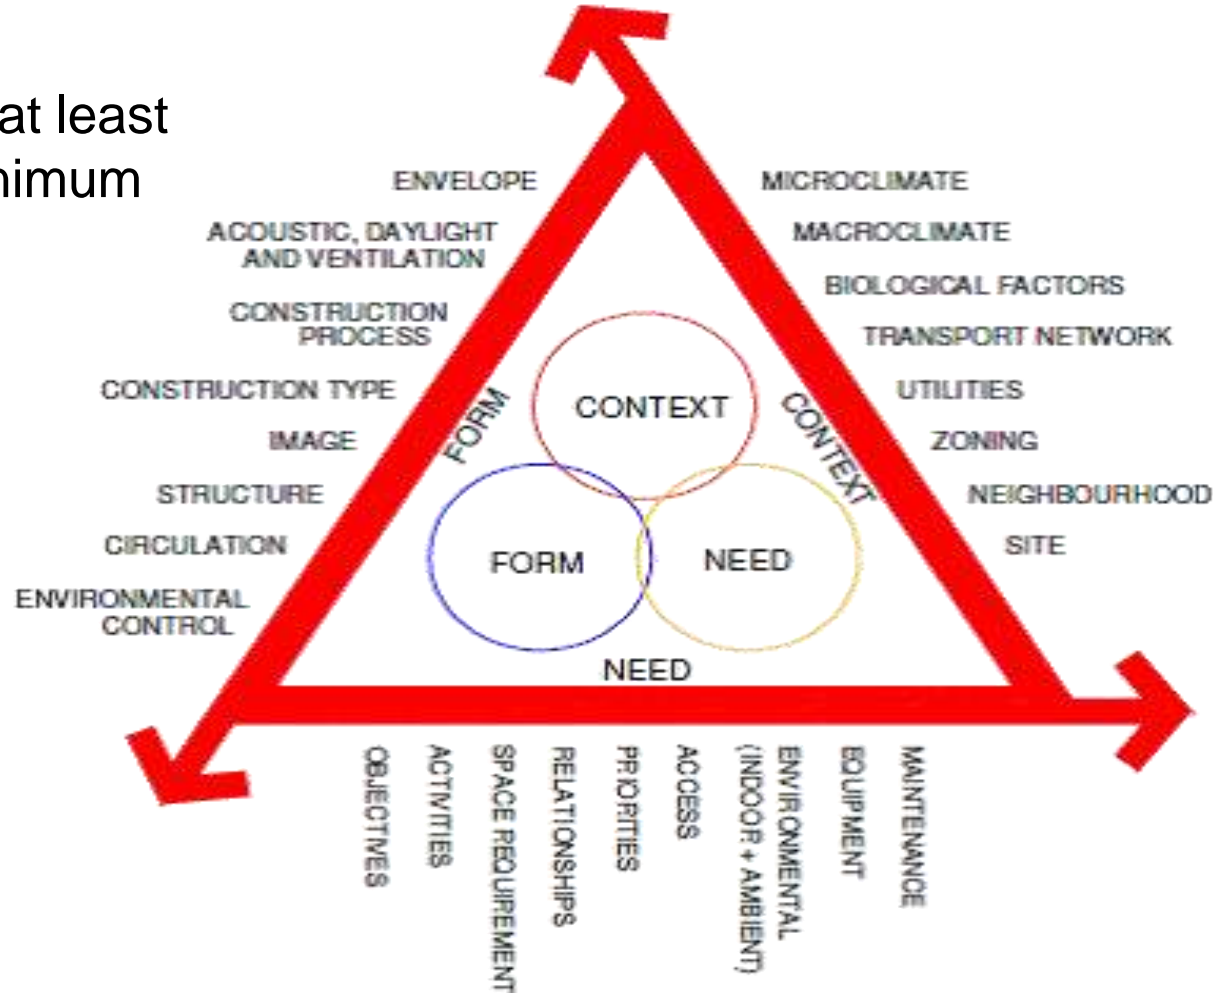 at least
nimum
ENVELOPE
ACOUSTIC, DAYLIGHT
AND VENTILATION
CONSTRUCTION
PROCESS
CONSTRUCTION TYPE
IMAGE
STRUCTURE
CIRCULATION
ENVIRONMENTAL
CONTROL
FORM
MICROCLIMATE
MACROCLIMATE
BIOLOGICAL FACTORS
TRANSPORT NETWORK
UTILITIES
ZONING
NEIGHBOURHOOD
SITE
CONTEXT
CONTEXT
FORM
NEED
NEED
OBJECTIVES
ACTIVITIES
SPACE REQUIREMENT
RELATIONSHIPS
PRIORITIES
ACCESS
ENVIRONMENTAL
(INDOOR + AMBIENT)
EQUIPMENT
MAINTENANCE